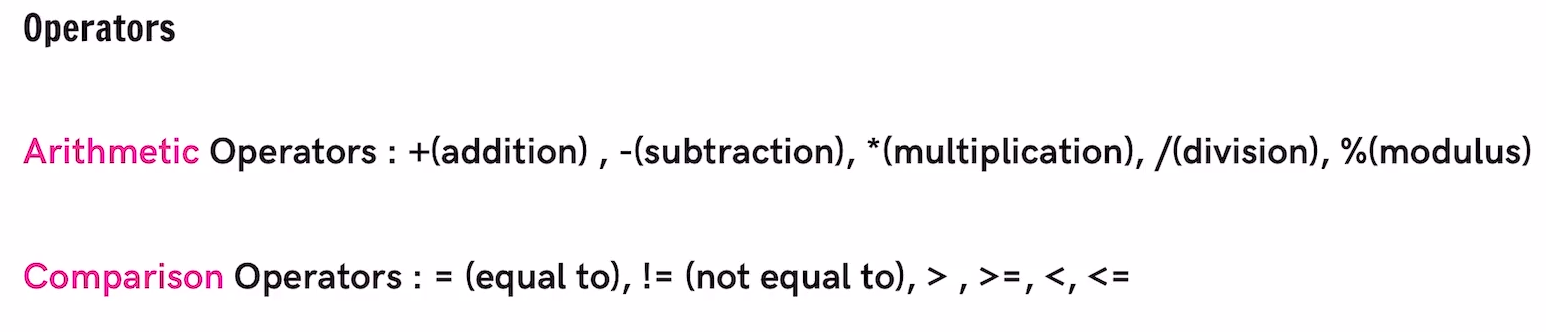 Operators
Arithmetic Operators : +(addition) , -(subtraction), *(multiplication), /(division), %(modulus)
Comparison Operators : = (equal to), != (not equal to), > , >=, <, <=